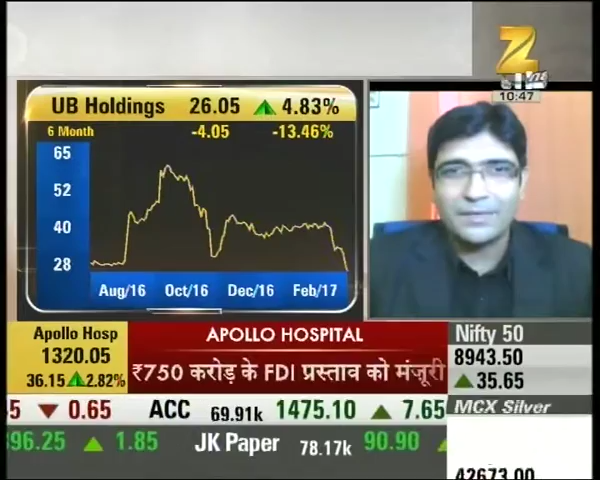 Z
10:47
UB Holdings 26.05 4.83%
6 Month -4.05 -13.46%
65
52
40
28
Aug/16 Oct/16 Dec/16 Feb/17
Apollo Hosp
1320.05
36.15 2.82%
APOLLO HOSPITAL
₹750 करोड़ के FDI प्रस्ताव को मंजूरी
Nifty 50
8943.50
35.65
MCX Silver
42673.00
5 0.65 ACC 69.91k 1475.10 7.65
396.25 1.85 JK Paper 78.17k 90.90